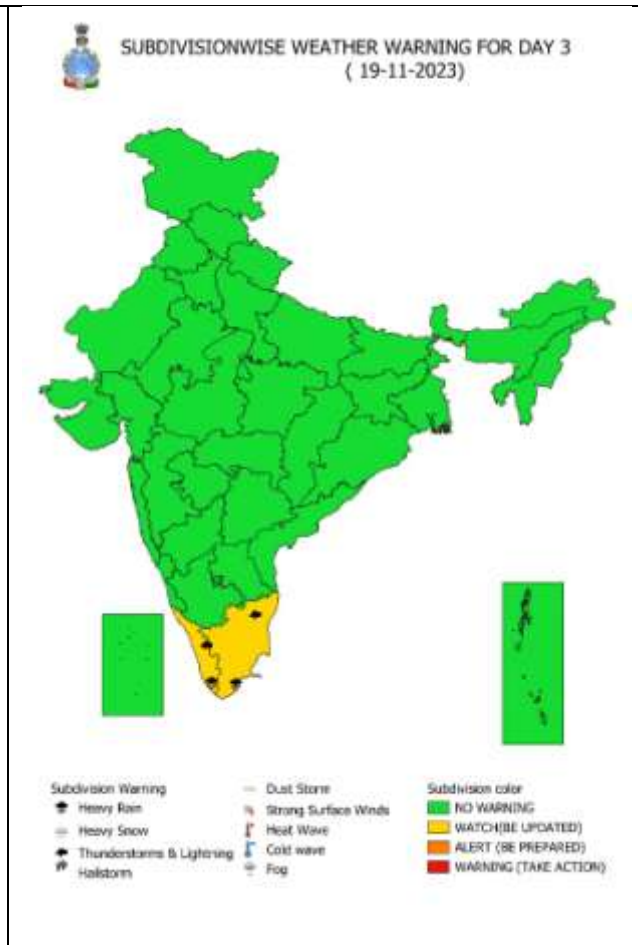 SUBDIVISIONWISE WEATHER WARNING FOR DAY 3
( 19-11-2023)
Subdivision Warning
Heavy Rain
Heavy Snow
Thunderstorms & Lightning
Hailstorm
Dust Storm
Strong Surface Winds
Heat Wave
Cold wave
Fog
Subdivision color
NO WARNING
WATCH(BE UPDATED)
ALERT (BE PREPARED)
WARNING (TAKE ACTION)